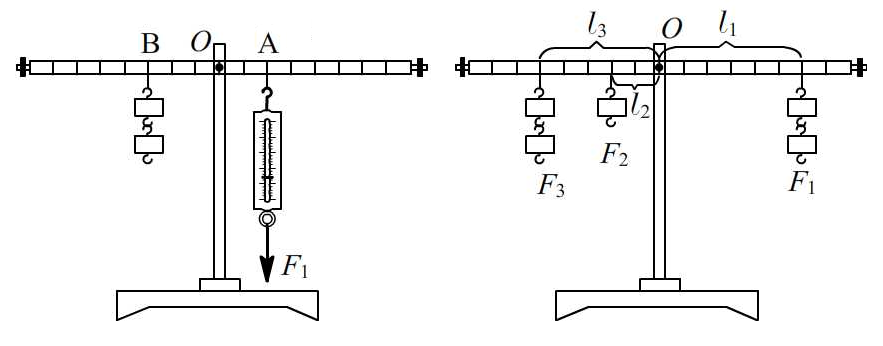 B O A
F₁
O
l₃ l₁
l₂
F₃ F₂ F₁